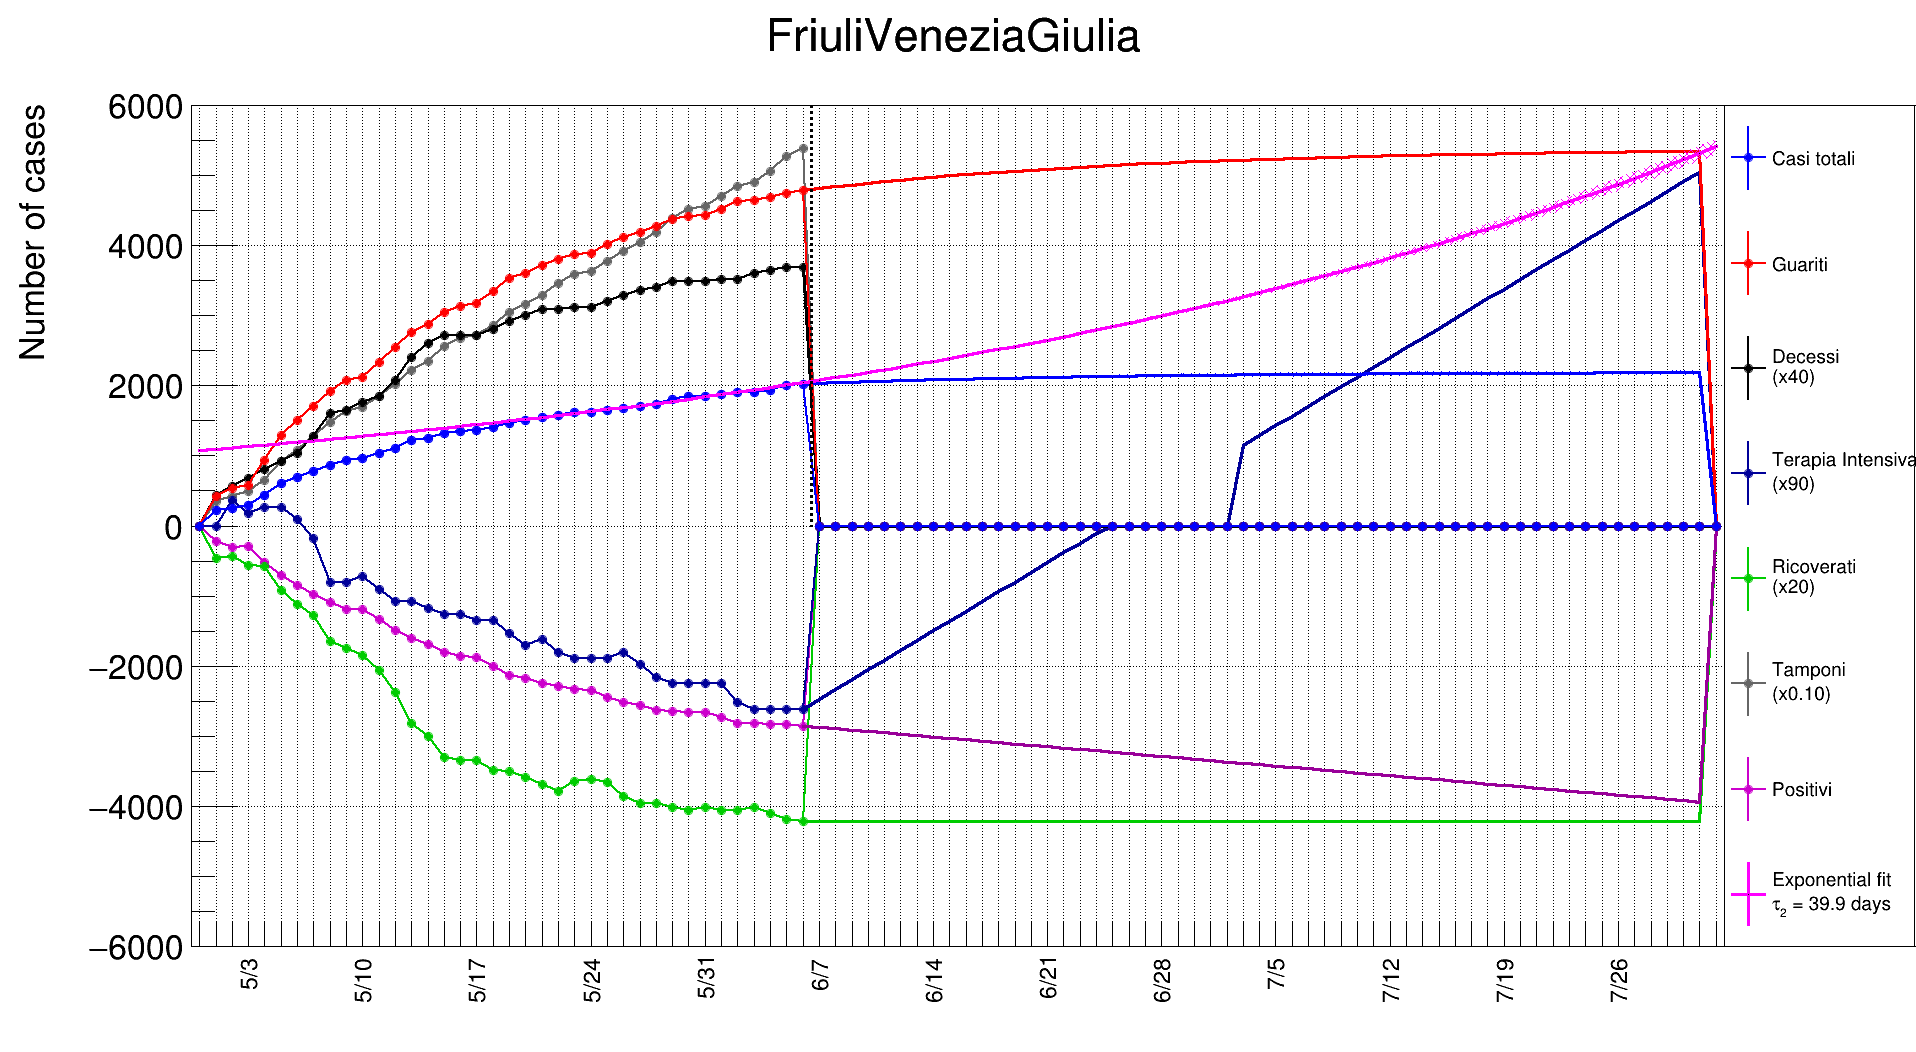 FriuliVeneziaGiulia
Number of cases
6000
4000
2000
0
−2000
−4000
−6000
5/3
5/10
5/17
5/24
5/31
6/7
6/14
6/21
6/28
7/5
7/12
7/19
7/26
Casi totali
Guariti
Decessi
(x40)
Terapia Intensiva
(x90)
Ricoverati
(x20)
Tamponi
(x0.10)
Positivi
Exponential fit
τ₂ = 39.9 days